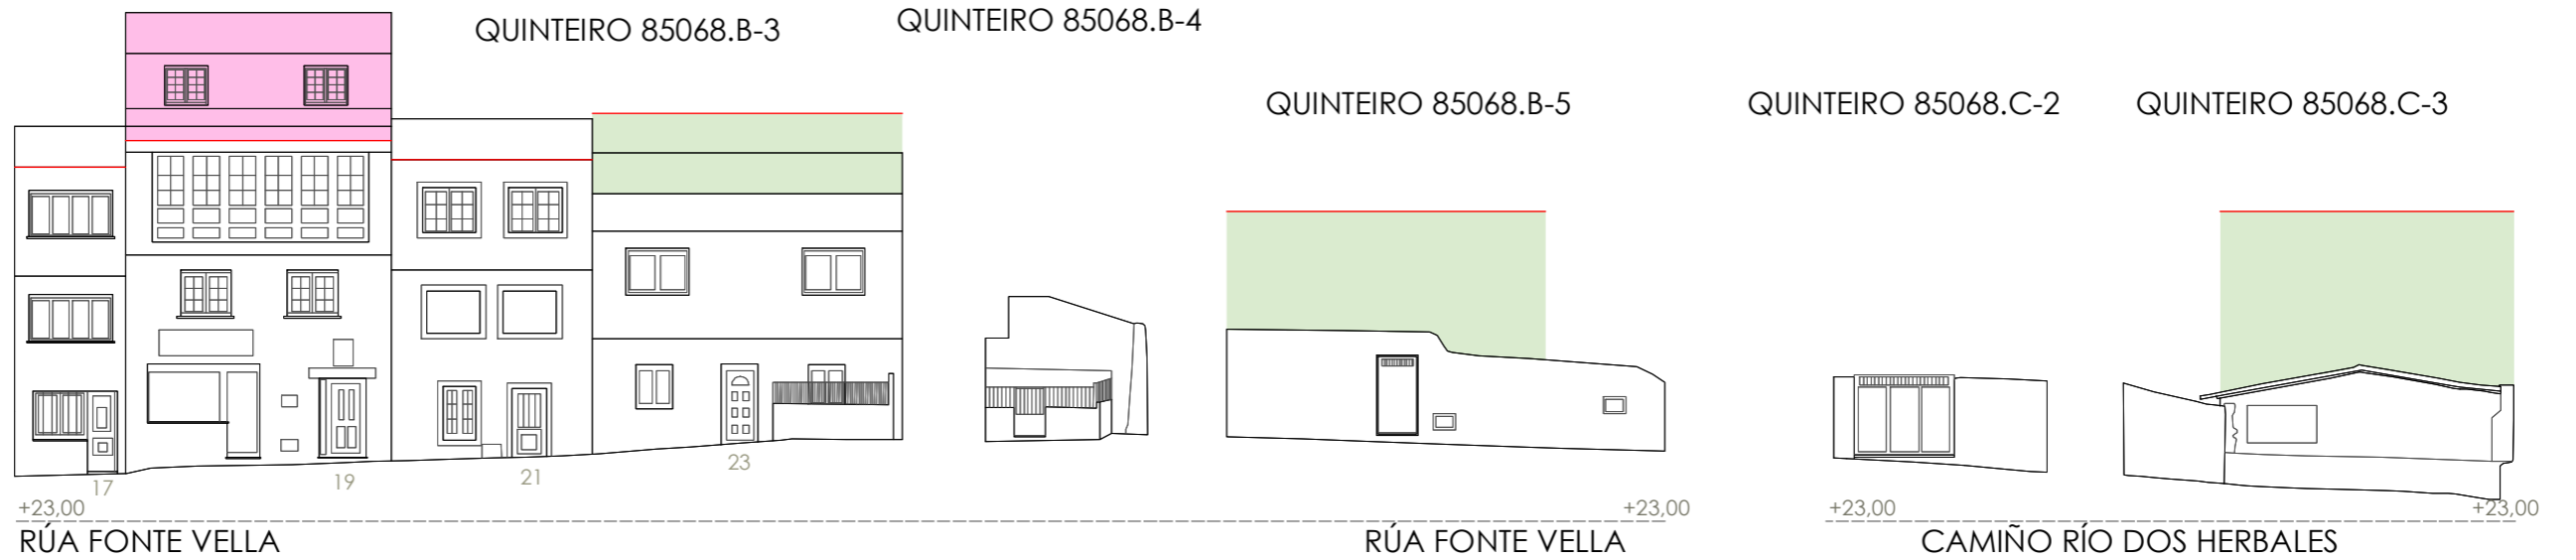 QUINTEIRO 85068.B-3
QUINTEIRO 85068.B-4
QUINTEIRO 85068.B-5
QUINTEIRO 85068.C-2
QUINTEIRO 85068.C-3
17
19
21
23
+23,00
+23,00
+23,00
+23,00
RÚA FONTE VELLA
RÚA FONTE VELLA
CAMIÑO RÍO DOS HERBALES